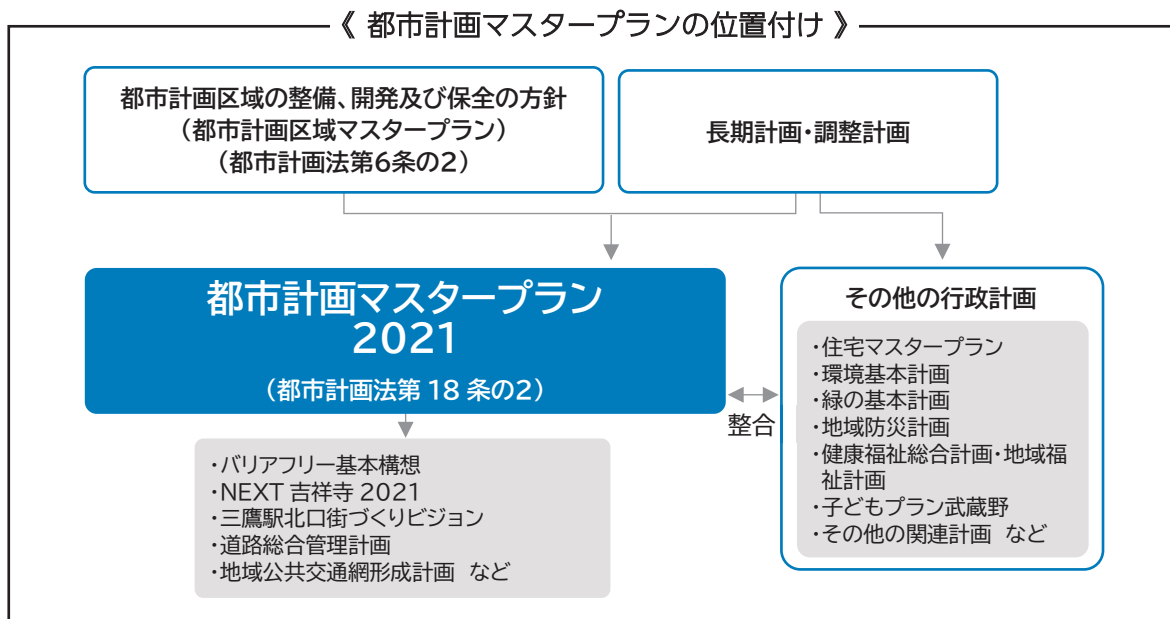 《 都市計画マスタープランの位置付け 》
都市計画区域の整備、開発及び保全の方針
（都市計画区域マスタープラン）
（都市計画法第6条の2）
長期計画・調整計画
都市計画マスタープラン
2021
（都市計画法第 18 条の2）
整合
その他の行政計画
・住宅マスタープラン
・環境基本計画
・緑の基本計画
・地域防災計画
・健康福祉総合計画・地域福
祉計画
・子どもプラン武蔵野
・その他の関連計画 など
・バリアフリー基本構想
・NEXT 吉祥寺 2021
・三鷹駅北口街づくりビジョン
・道路総合管理計画
・地域公共交通網形成計画 など